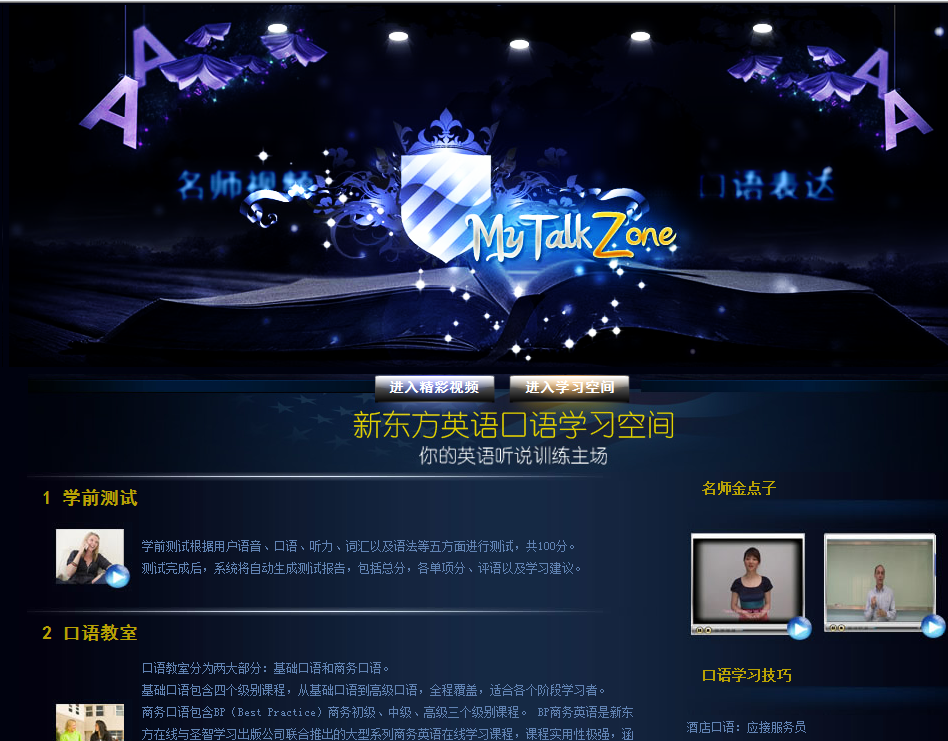 A
A
A
A
名师视频
口语表达
MyTalkZone
进入精彩视频
进入学习空间
新东方英语口语学习空间
你的英语听说训练主场
1 学前测试
学前测试根据用户语音、口语、听力、词汇以及语法等五方面进行测试，共100分。
测试完成后，系统将自动生成测试报告，包括总分，各单项分、评语以及学习建议。
2 口语教室
口语教室分为两大部分：基础口语和商务口语。
基础口语包含四个级别课程，从基础口语到高级口语，全程覆盖，适合各个阶段学习者。
商务口语包含BP（Best Practice）商务初级、中级、高级三个级别课程。 BP商务英语是新东
方在线与圣智学习出版公司联合推出的大型系列商务英语在线学习课程，课程实用性极强，涵
名师金点子
口语学习技巧
酒店口语：应接服务员